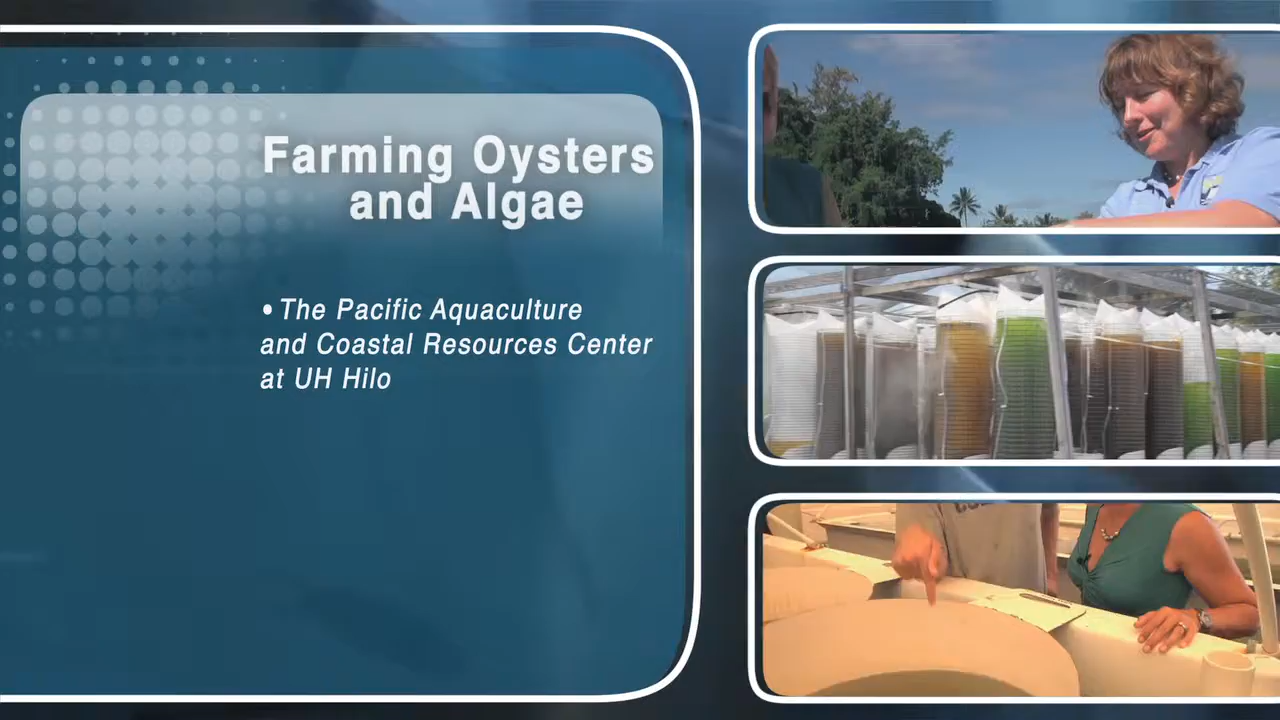 Farming Oysters
and Algae
• The Pacific Aquaculture
and Coastal Resources Center
at UH Hilo